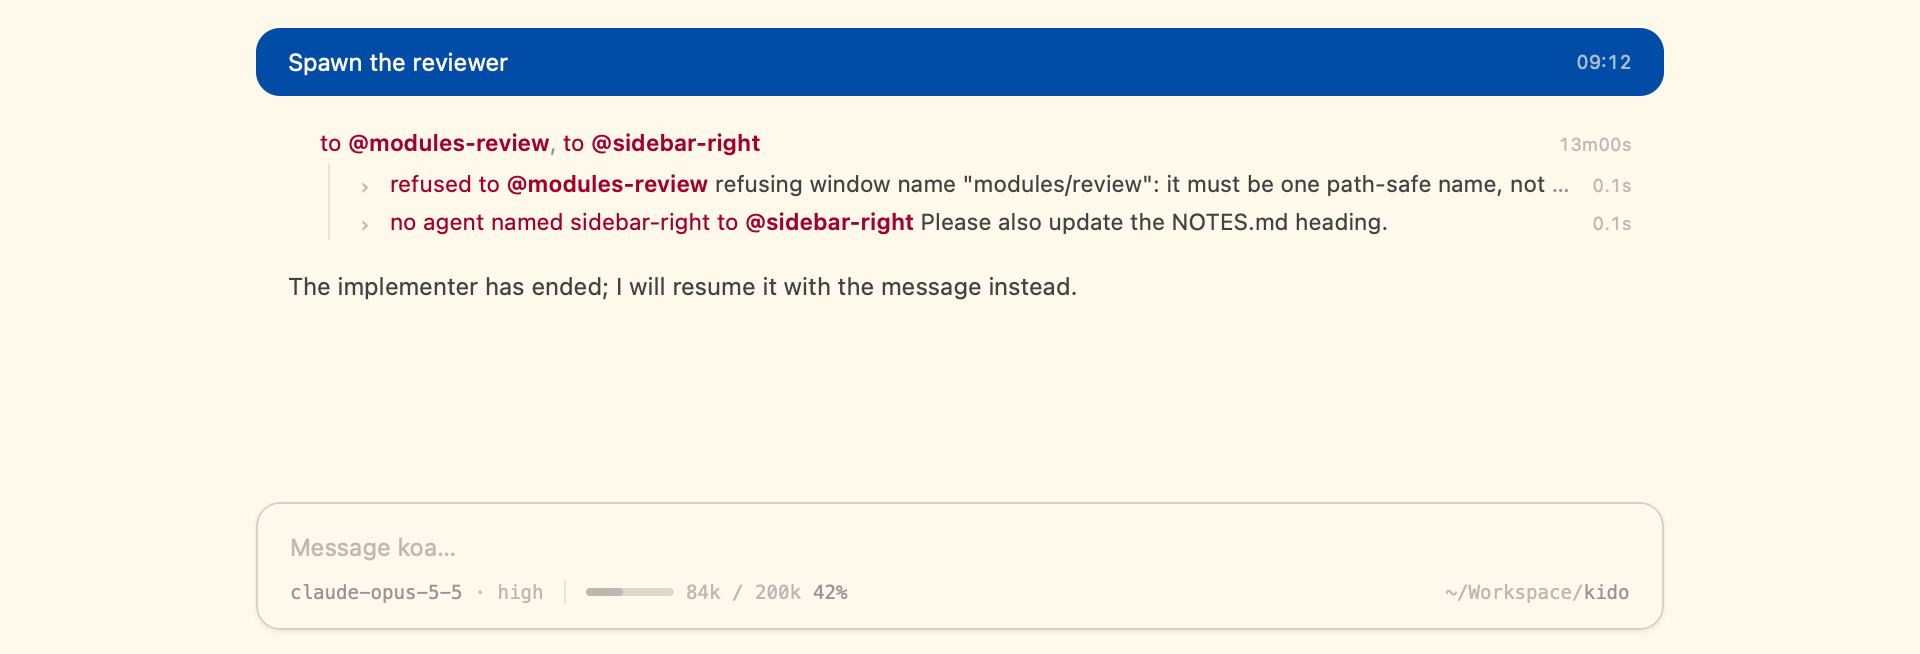 Spawn the reviewer 09:12
to @modules-review, to @sidebar-right 13m00s
› refused to @modules-review refusing window name "modules/review": it must be one path-safe name, not ... 0.1s
› no agent named sidebar-right to @sidebar-right Please also update the NOTES.md heading. 0.1s
The implementer has ended; I will resume it with the message instead.
Message koa...
claude-opus-5-5 · high 84k / 200k 42% ~/Workspace/kido